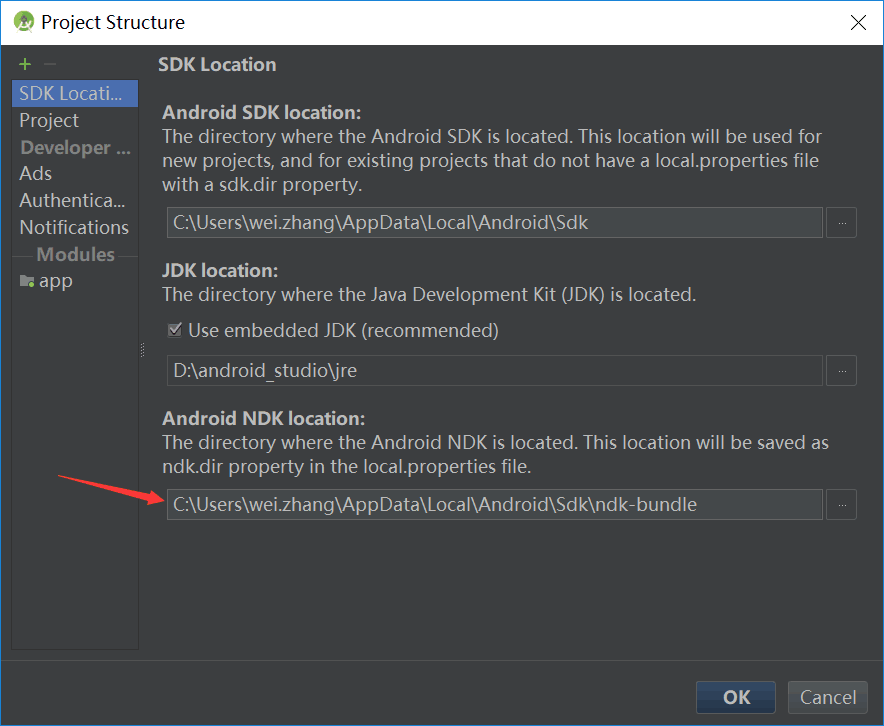 Project Structure
SDK Locati...
Project
Developer ...
Ads
Authentica...
Notifications
Modules
app
SDK Location
Android SDK location:
The directory where the Android SDK is located. This location will be used for
new projects, and for existing projects that do not have a local.properties file
with a sdk.dir property.
C:\Users\wei.zhang\AppData\Local\Android\Sdk
...
JDK location:
The directory where the Java Development Kit (JDK) is located.
Use embedded JDK (recommended)
D:\android_studio\jre
...
Android NDK location:
The directory where the Android NDK is located. This location will be saved as
ndk.dir property in the local.properties file.
C:\Users\wei.zhang\AppData\Local\Android\Sdk\ndk-bundle
...
OK
Cancel